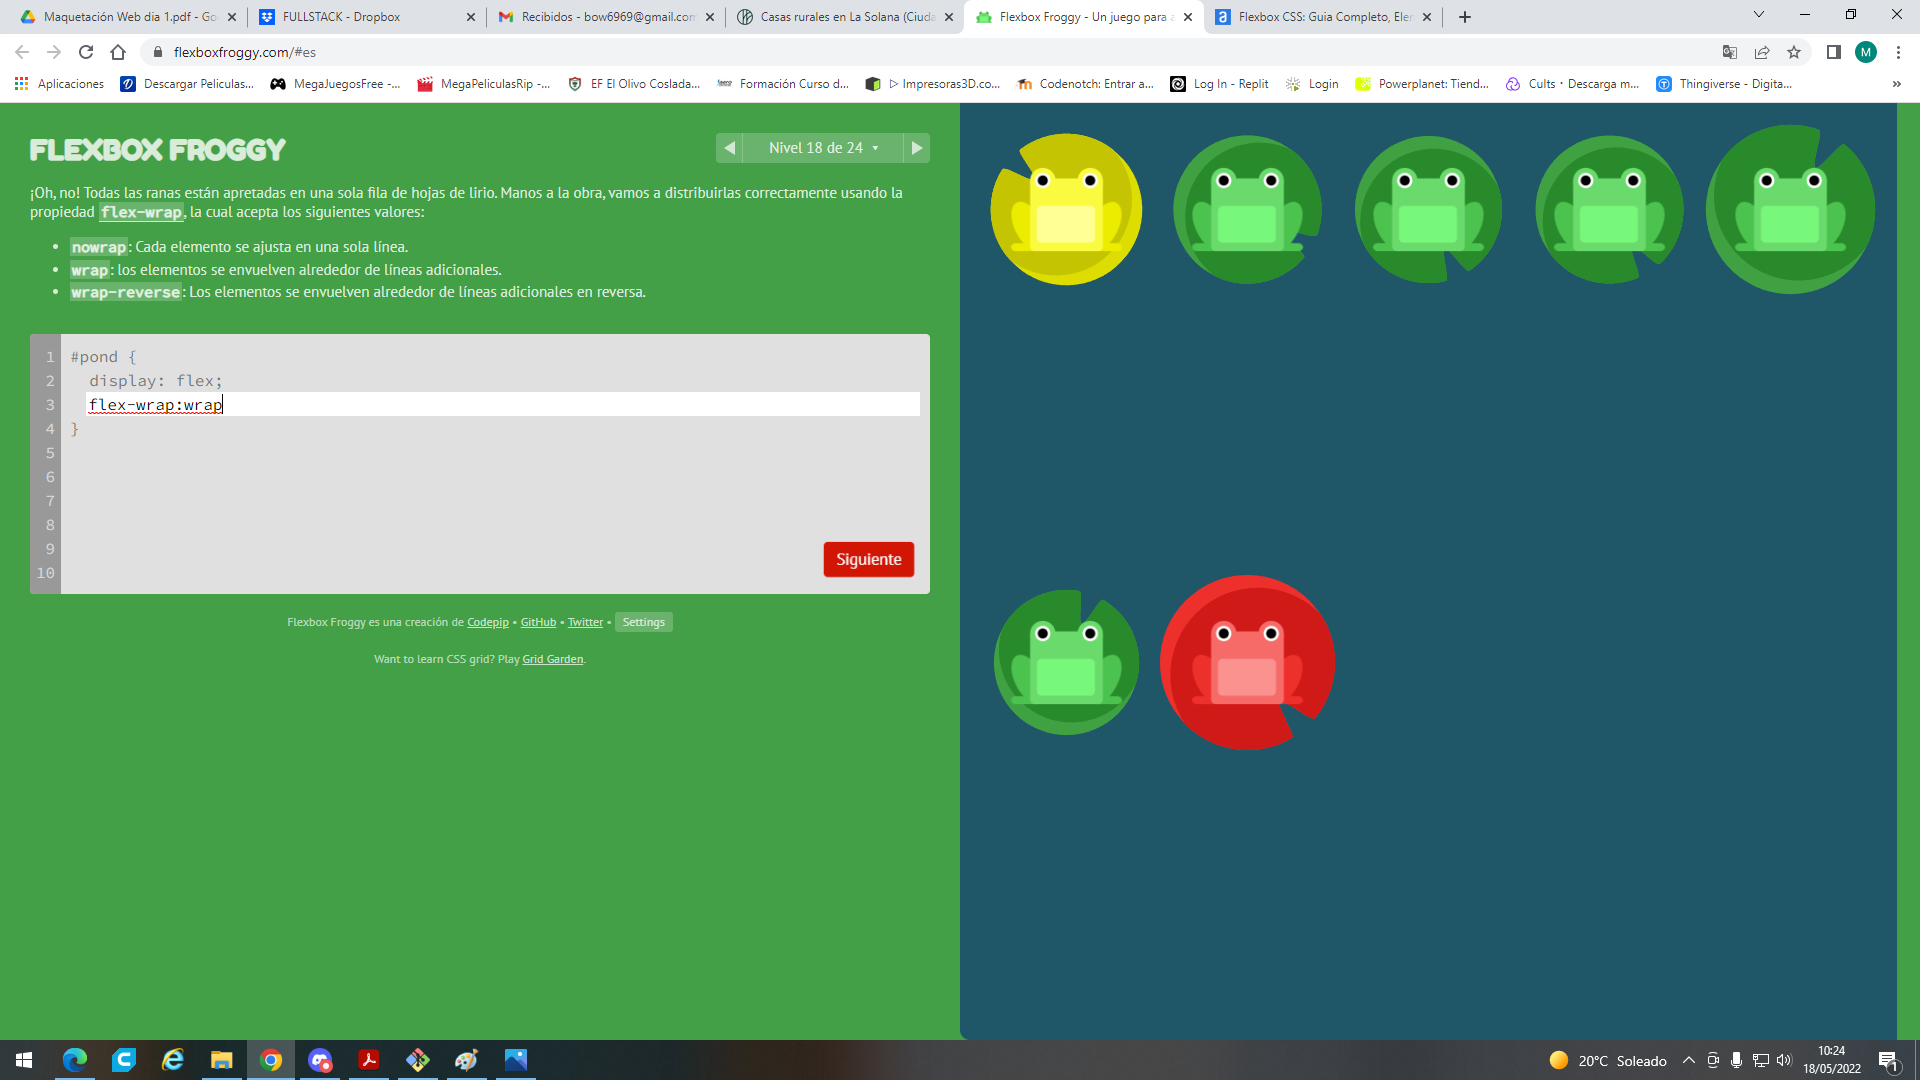 Maquetación Web dia 1.pdf - Go
FULLSTACK - Dropbox
Recibidos - bow6969@gmail.com
Casas rurales en La Solana (Ciuda
Flexbox Froggy - Un juego para a
Flexbox CSS: Guia Completo, Elem
flexboxfroggy.com/#es
M
Aplicaciones
Descargar Peliculas...
MegaJuegosFree -...
MegaPeliculasRip -...
EF El Olivo Coslada...
Formación Curso d...
Impresoras3D.co...
Codenotch: Entrar a...
Log In - Replit
Login
Powerplanet: Tiend...
Cults · Descarga m...
Thingiverse - Digita...
»
FLEXBOX FROGGY
Nivel 18 de 24
¡Oh, no! Todas las ranas están apretadas en una sola fila de hojas de lirio. Manos a la obra, vamos a distribuirlas correctamente usando la
propiedad flex-wrap, la cual acepta los siguientes valores:
• nowrap: Cada elemento se ajusta en una sola línea.
• wrap: los elementos se envuelven alrededor de líneas adicionales.
• wrap-reverse: Los elementos se envuelven alrededor de líneas adicionales en reversa.
1 #pond {
2 display: flex;
3 flex-wrap:wrap
4 }
5
6
7
8
9
10
Siguiente
Flexbox Froggy es una creación de Codepip • GitHub • Twitter • Settings
Want to learn CSS grid? Play Grid Garden.
20°C Soleado
10:24
18/05/2022
1